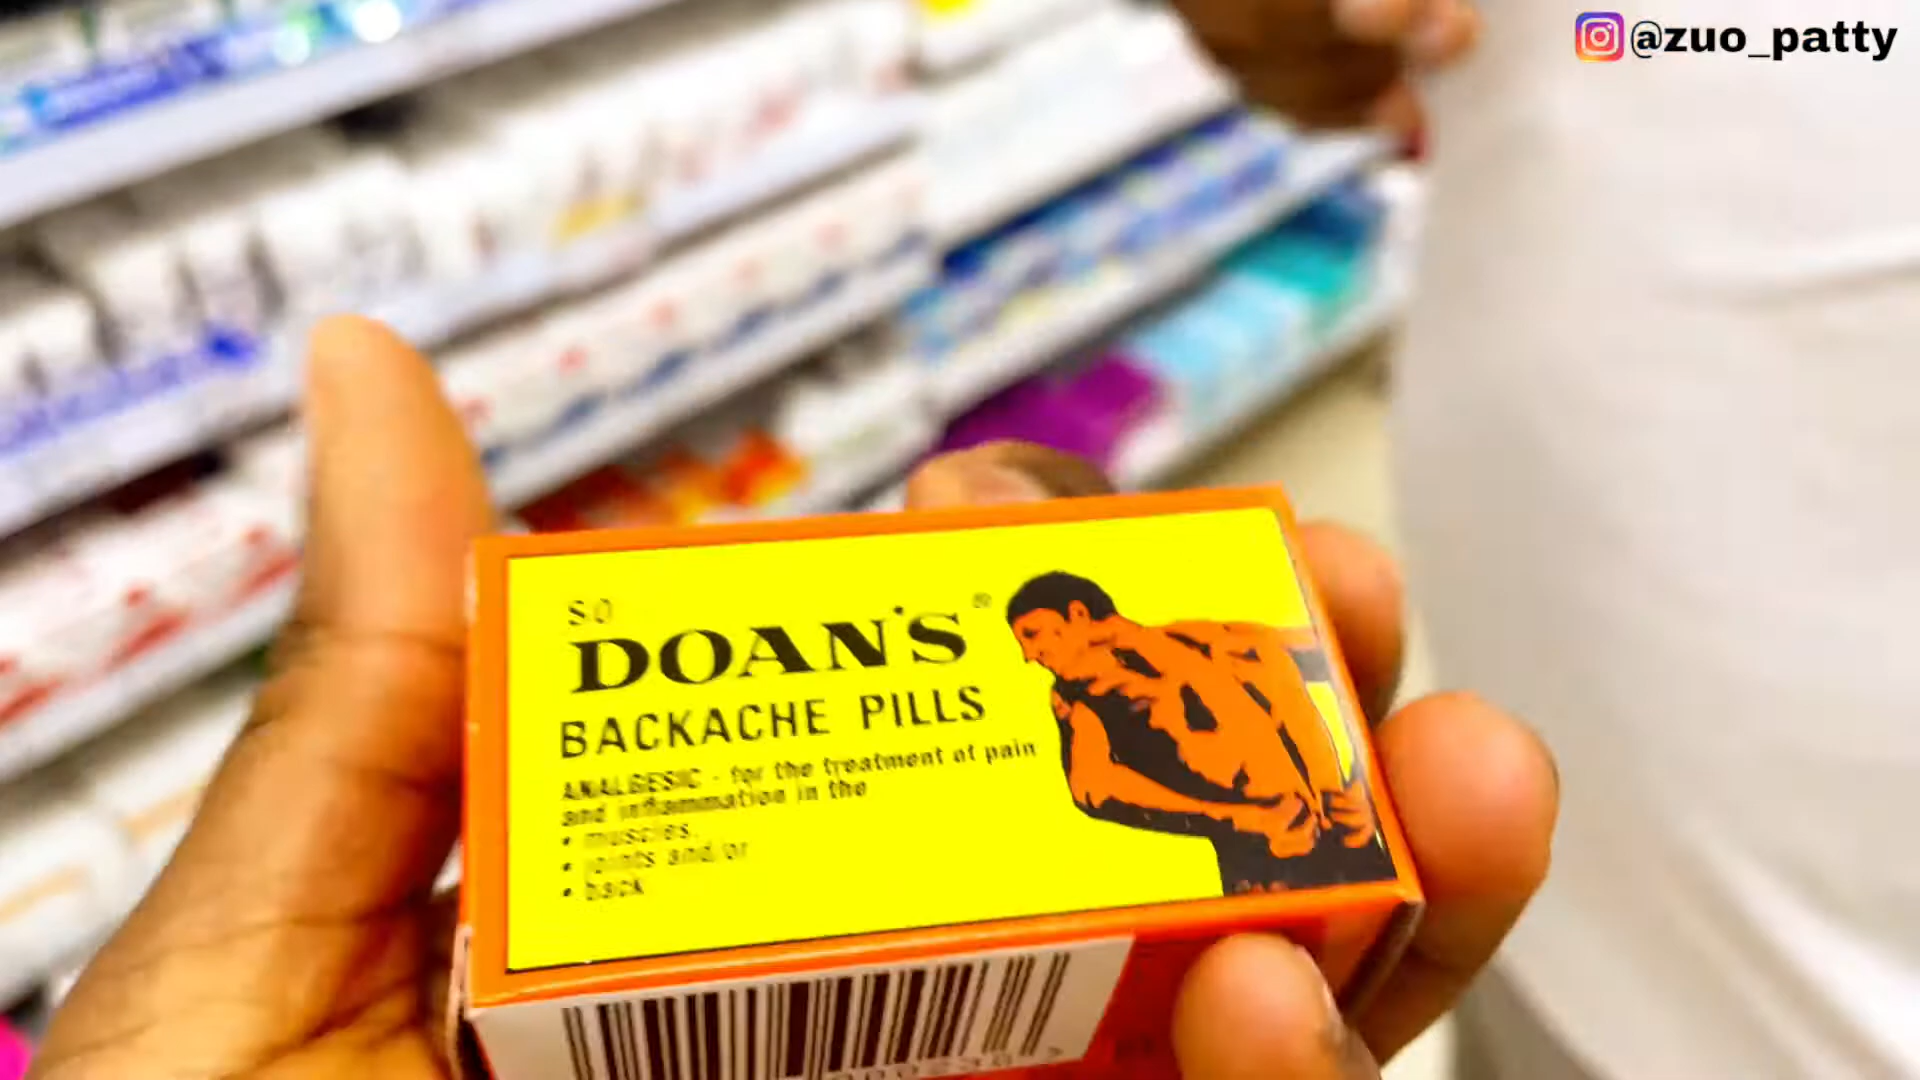 @zuo_patty
S0
DOAN'S®
BACKACHE PILLS
ANALGESIC - for the treatment of pain
and inflammation in the
• muscles,
• joints and/or
• back